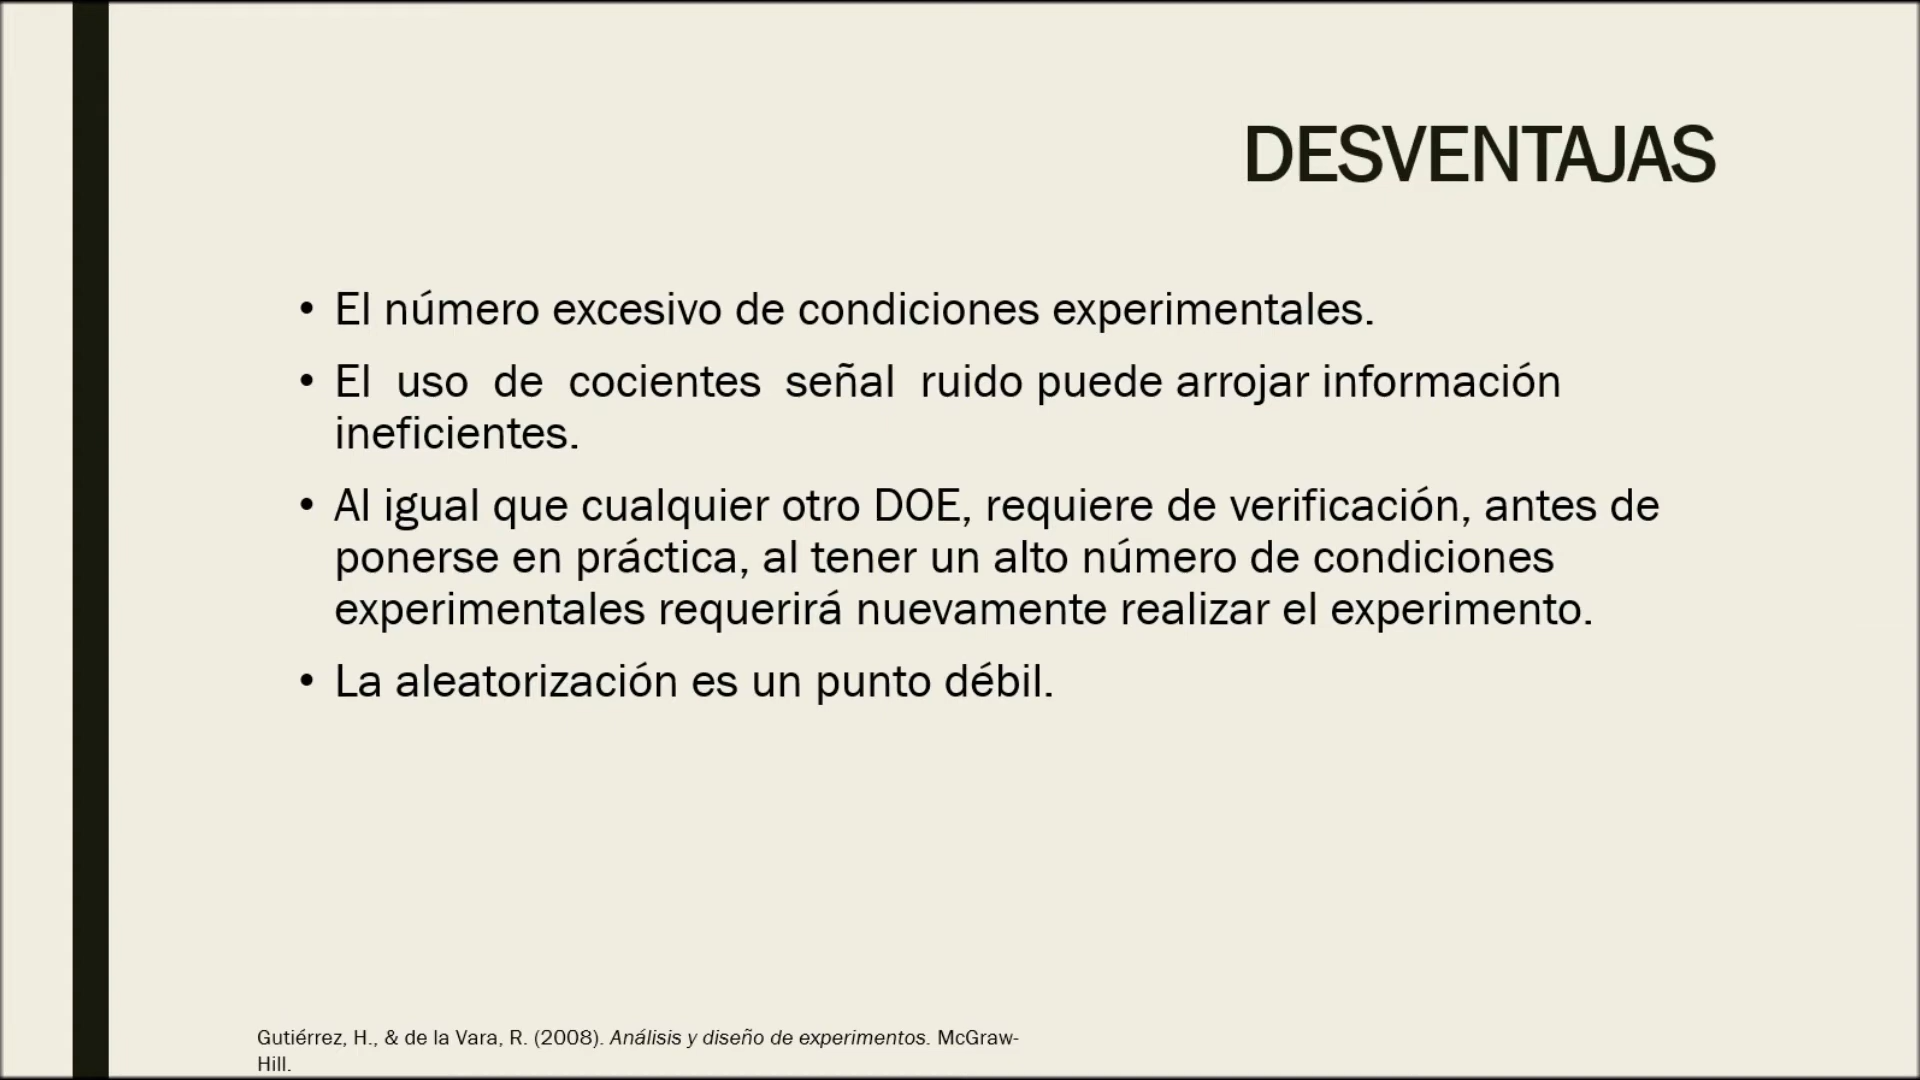 DESVENTAJAS
• El número excesivo de condiciones experimentales.
• El uso de cocientes señal ruido puede arrojar información
ineficientes.
• Al igual que cualquier otro DOE, requiere de verificación, antes de
ponerse en práctica, al tener un alto número de condiciones
experimentales requerirá nuevamente realizar el experimento.
• La aleatorización es un punto débil.
Gutiérrez, H., & de la Vara, R. (2008). Análisis y diseño de experimentos. McGraw-
Hill.